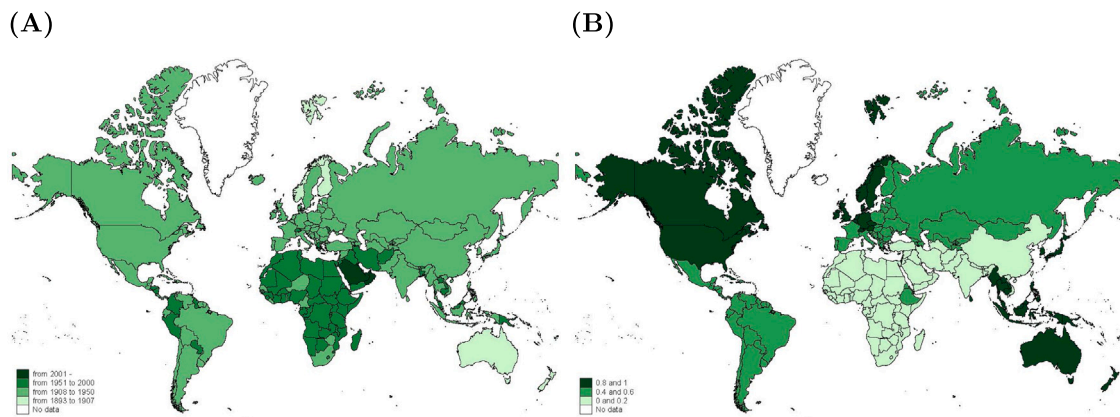 (A)
(B)
from 2001 -
from 1951 to 2000
from 1908 to 1950
from 1893 to 1907
No data
0.8 and 1
0.4 and 0.6
0 and 0.2
No data